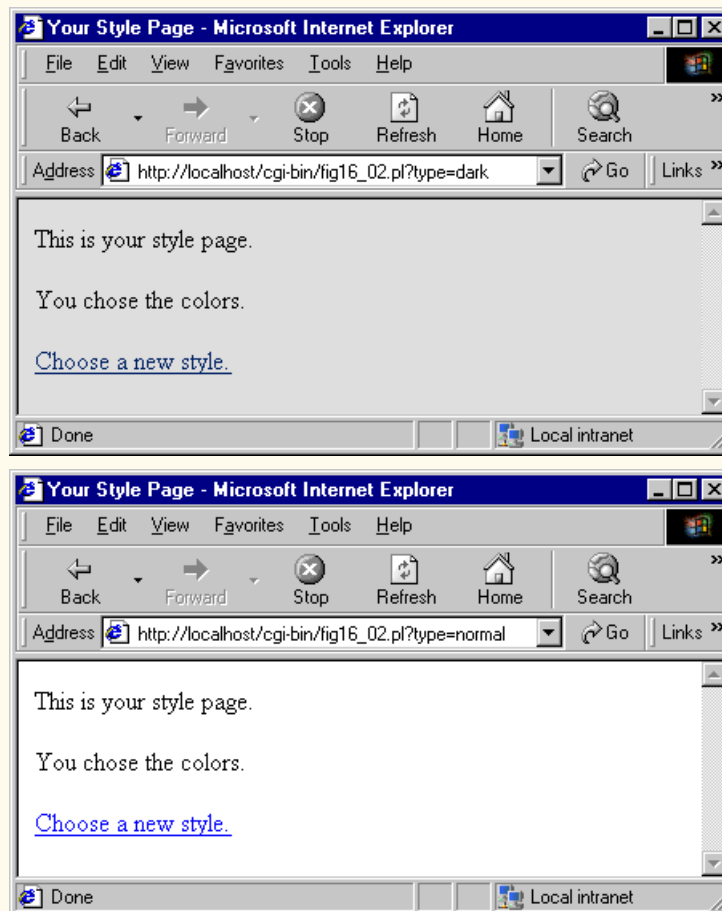 Your Style Page - Microsoft Internet Explorer
File Edit View Favorites Tools Help
Back Forward Stop Refresh Home Search »
Address http://localhost/cgi-bin/fig16_02.pl?type=dark Go Links »
This is your style page.
You chose the colors.
Choose a new style.
Done Local intranet
Your Style Page - Microsoft Internet Explorer
File Edit View Favorites Tools Help
Back Forward Stop Refresh Home Search »
Address http://localhost/cgi-bin/fig16_02.pl?type=normal Go Links »
This is your style page.
You chose the colors.
Choose a new style.
Done Local intranet